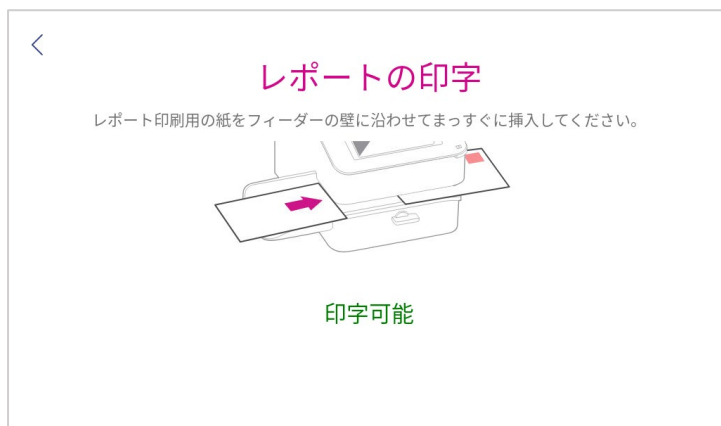 レポートの印字
レポート印刷用の紙をフィーダーの壁に沿わせてまっすぐに挿入してください。
印字可能